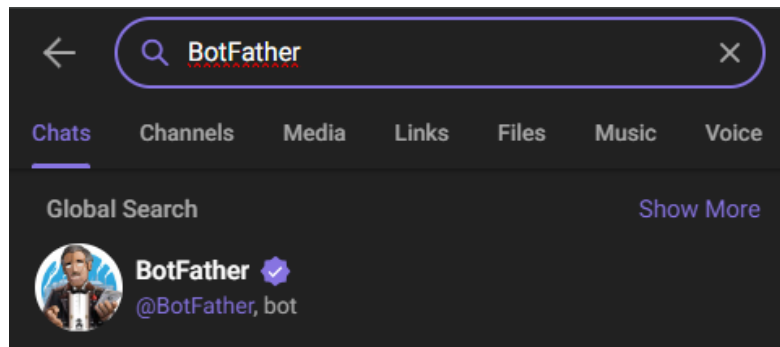 BotFather
Chats Channels Media Links Files Music Voice
Global Search Show More
BotFather
@BotFather, bot